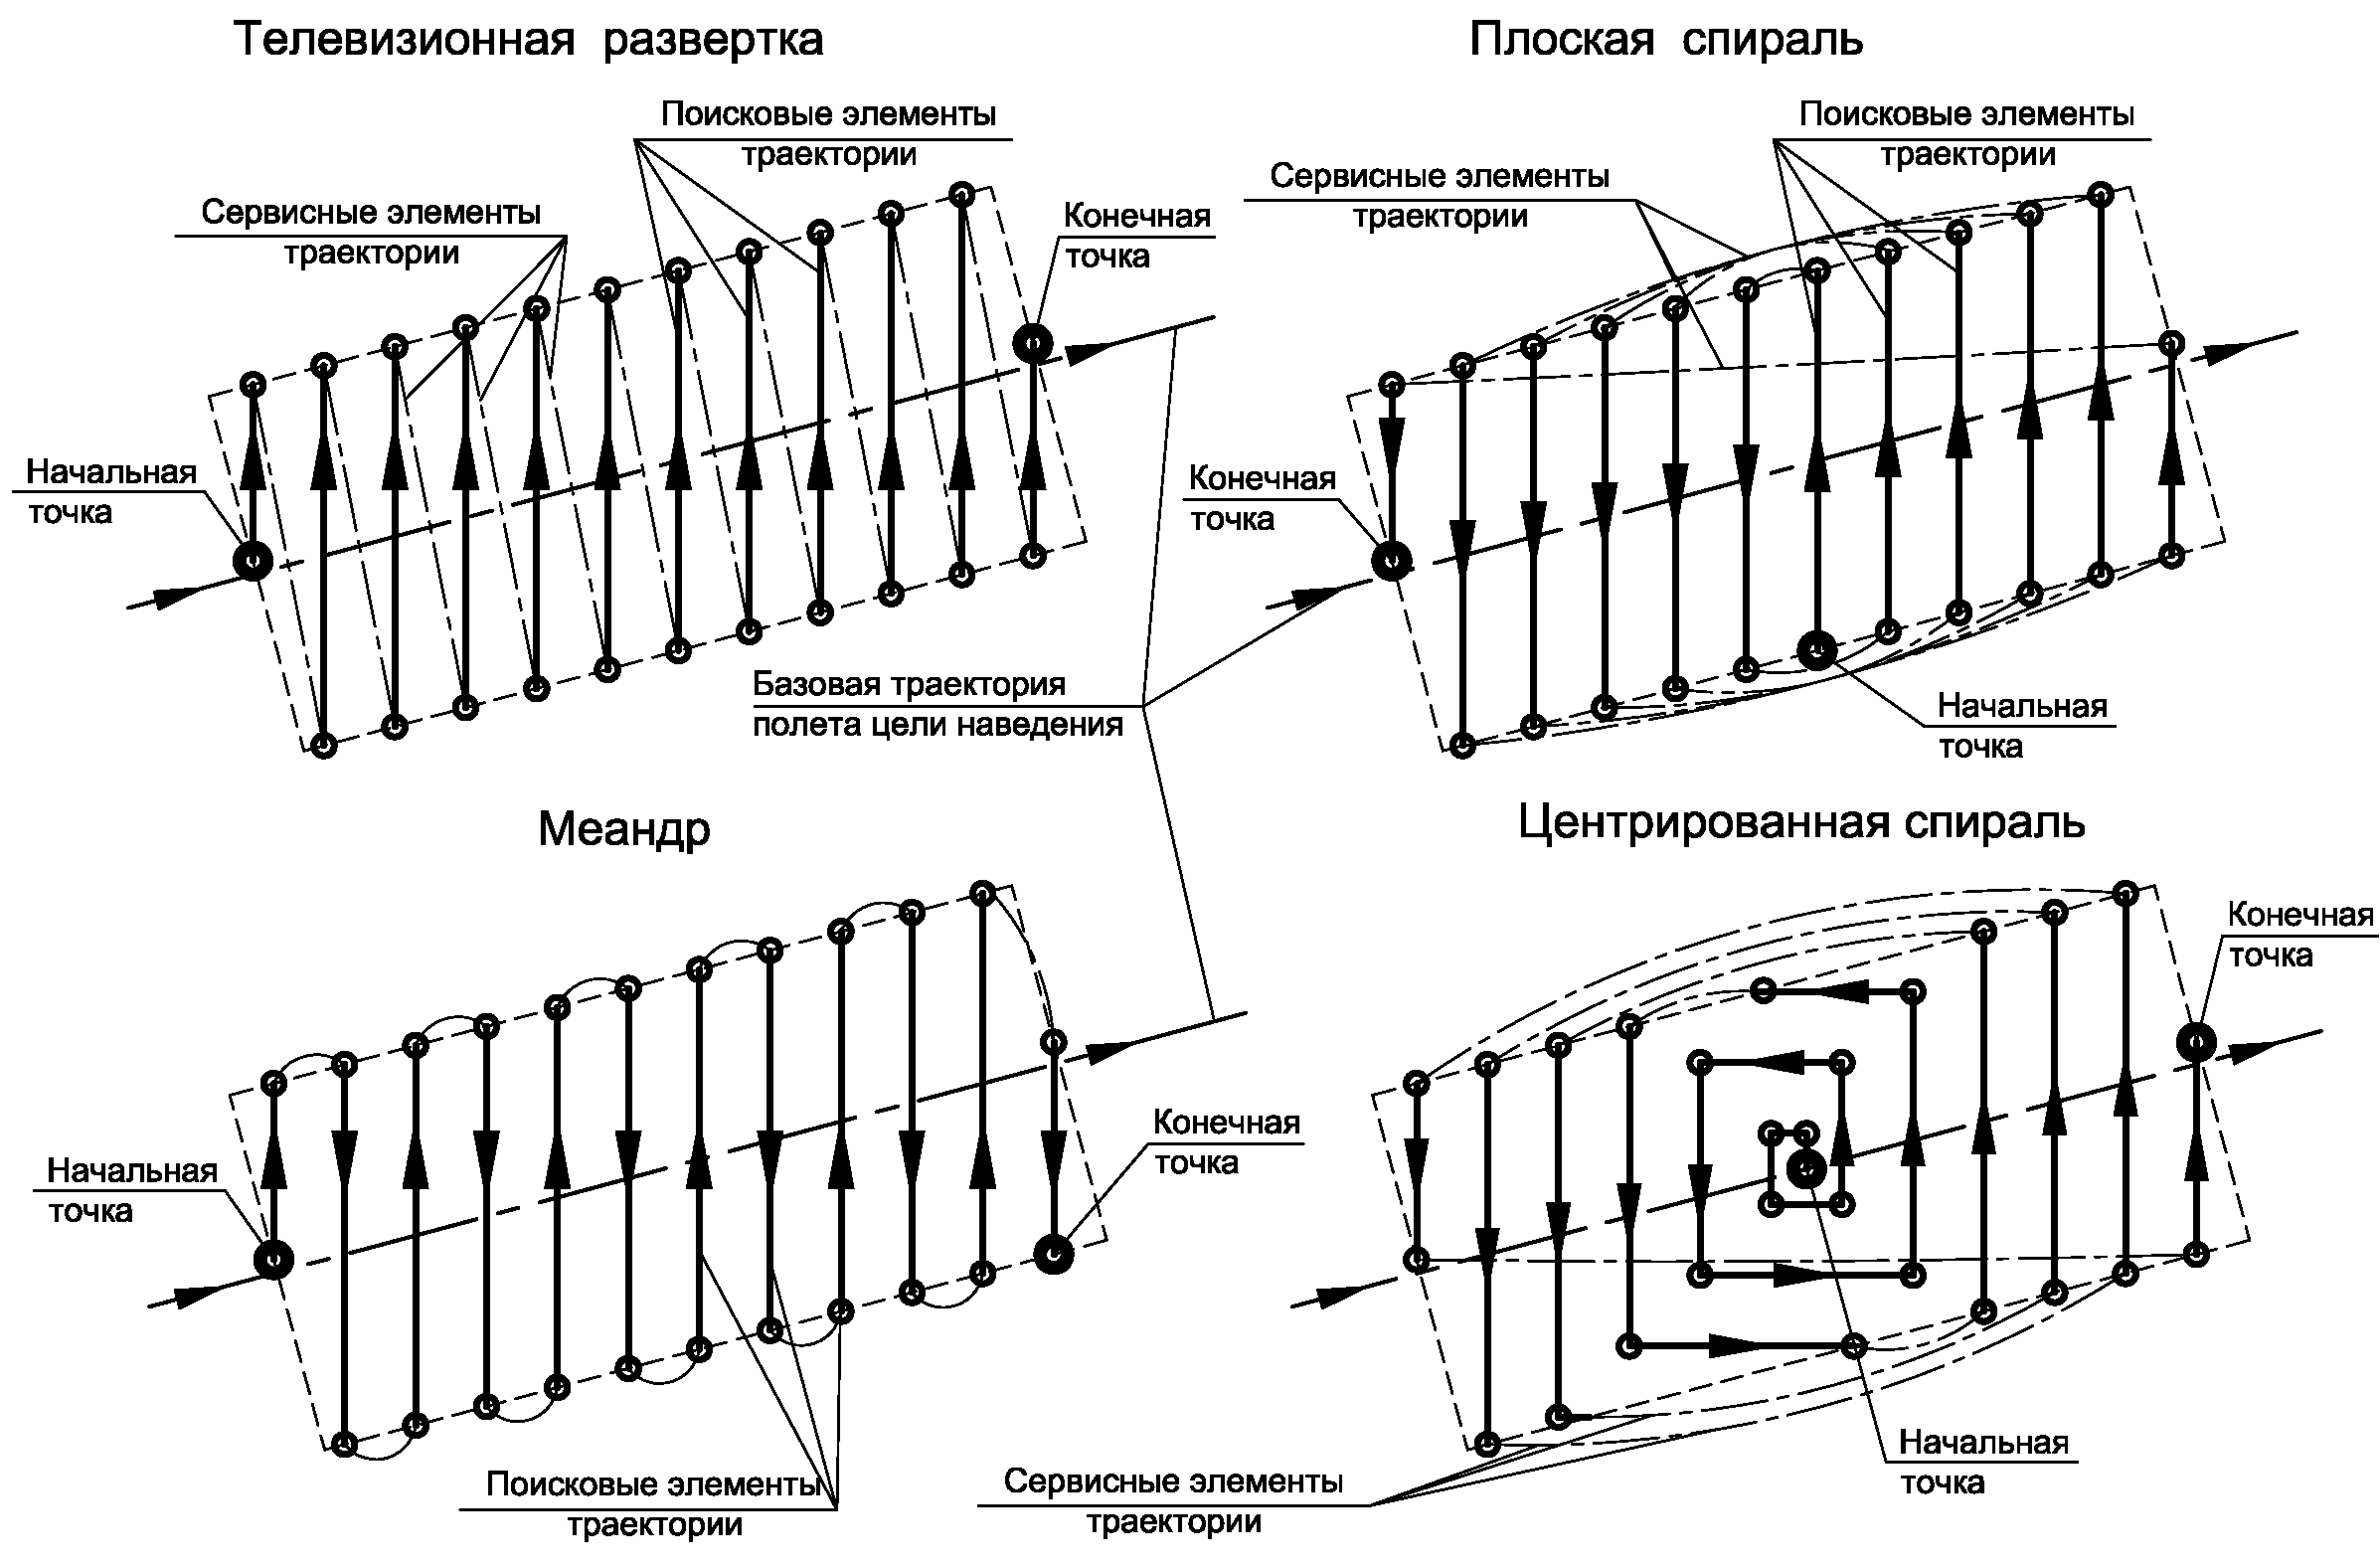 Телевизионная развертка
Поисковые элементы
траектории
Сервисные элементы
траектории
Конечная
точка
Начальная
точка
Плоская спираль
Поисковые элементы
траектории
Сервисные элементы
траектории
Конечная
точка
Начальная
точка
Базовая траектория
полета цели наведения
Меандр
Начальная
точка
Конечная
точка
Поисковые элементы
траектории
Центрированная спираль
Конечная
точка
Начальная
точка
Сервисные элементы
траектории